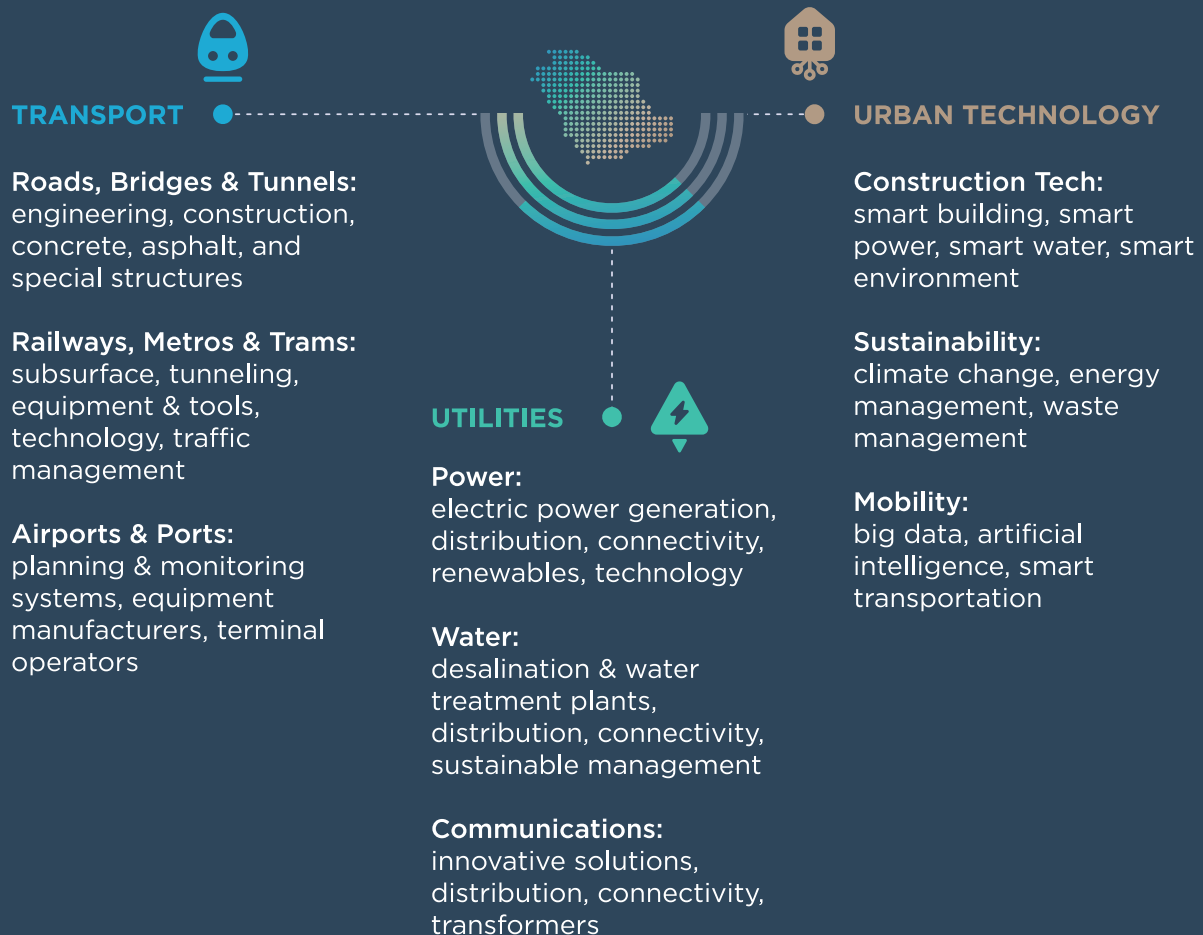 TRANSPORT
Roads, Bridges & Tunnels:
engineering, construction,
concrete, asphalt, and
special structures
Railways, Metros & Trams:
subsurface, tunneling,
equipment & tools,
technology, traffic
management
Airports & Ports:
planning & monitoring
systems, equipment
manufacturers, terminal
operators
UTILITIES
Power:
electric power generation,
distribution, connectivity,
renewables, technology
Water:
desalination & water
treatment plants,
distribution, connectivity,
sustainable management
Communications:
innovative solutions,
distribution, connectivity,
transformers
URBAN TECHNOLOGY
Construction Tech:
smart building, smart
power, smart water, smart
environment
Sustainability:
climate change, energy
management, waste
management
Mobility:
big data, artificial
intelligence, smart
transportation